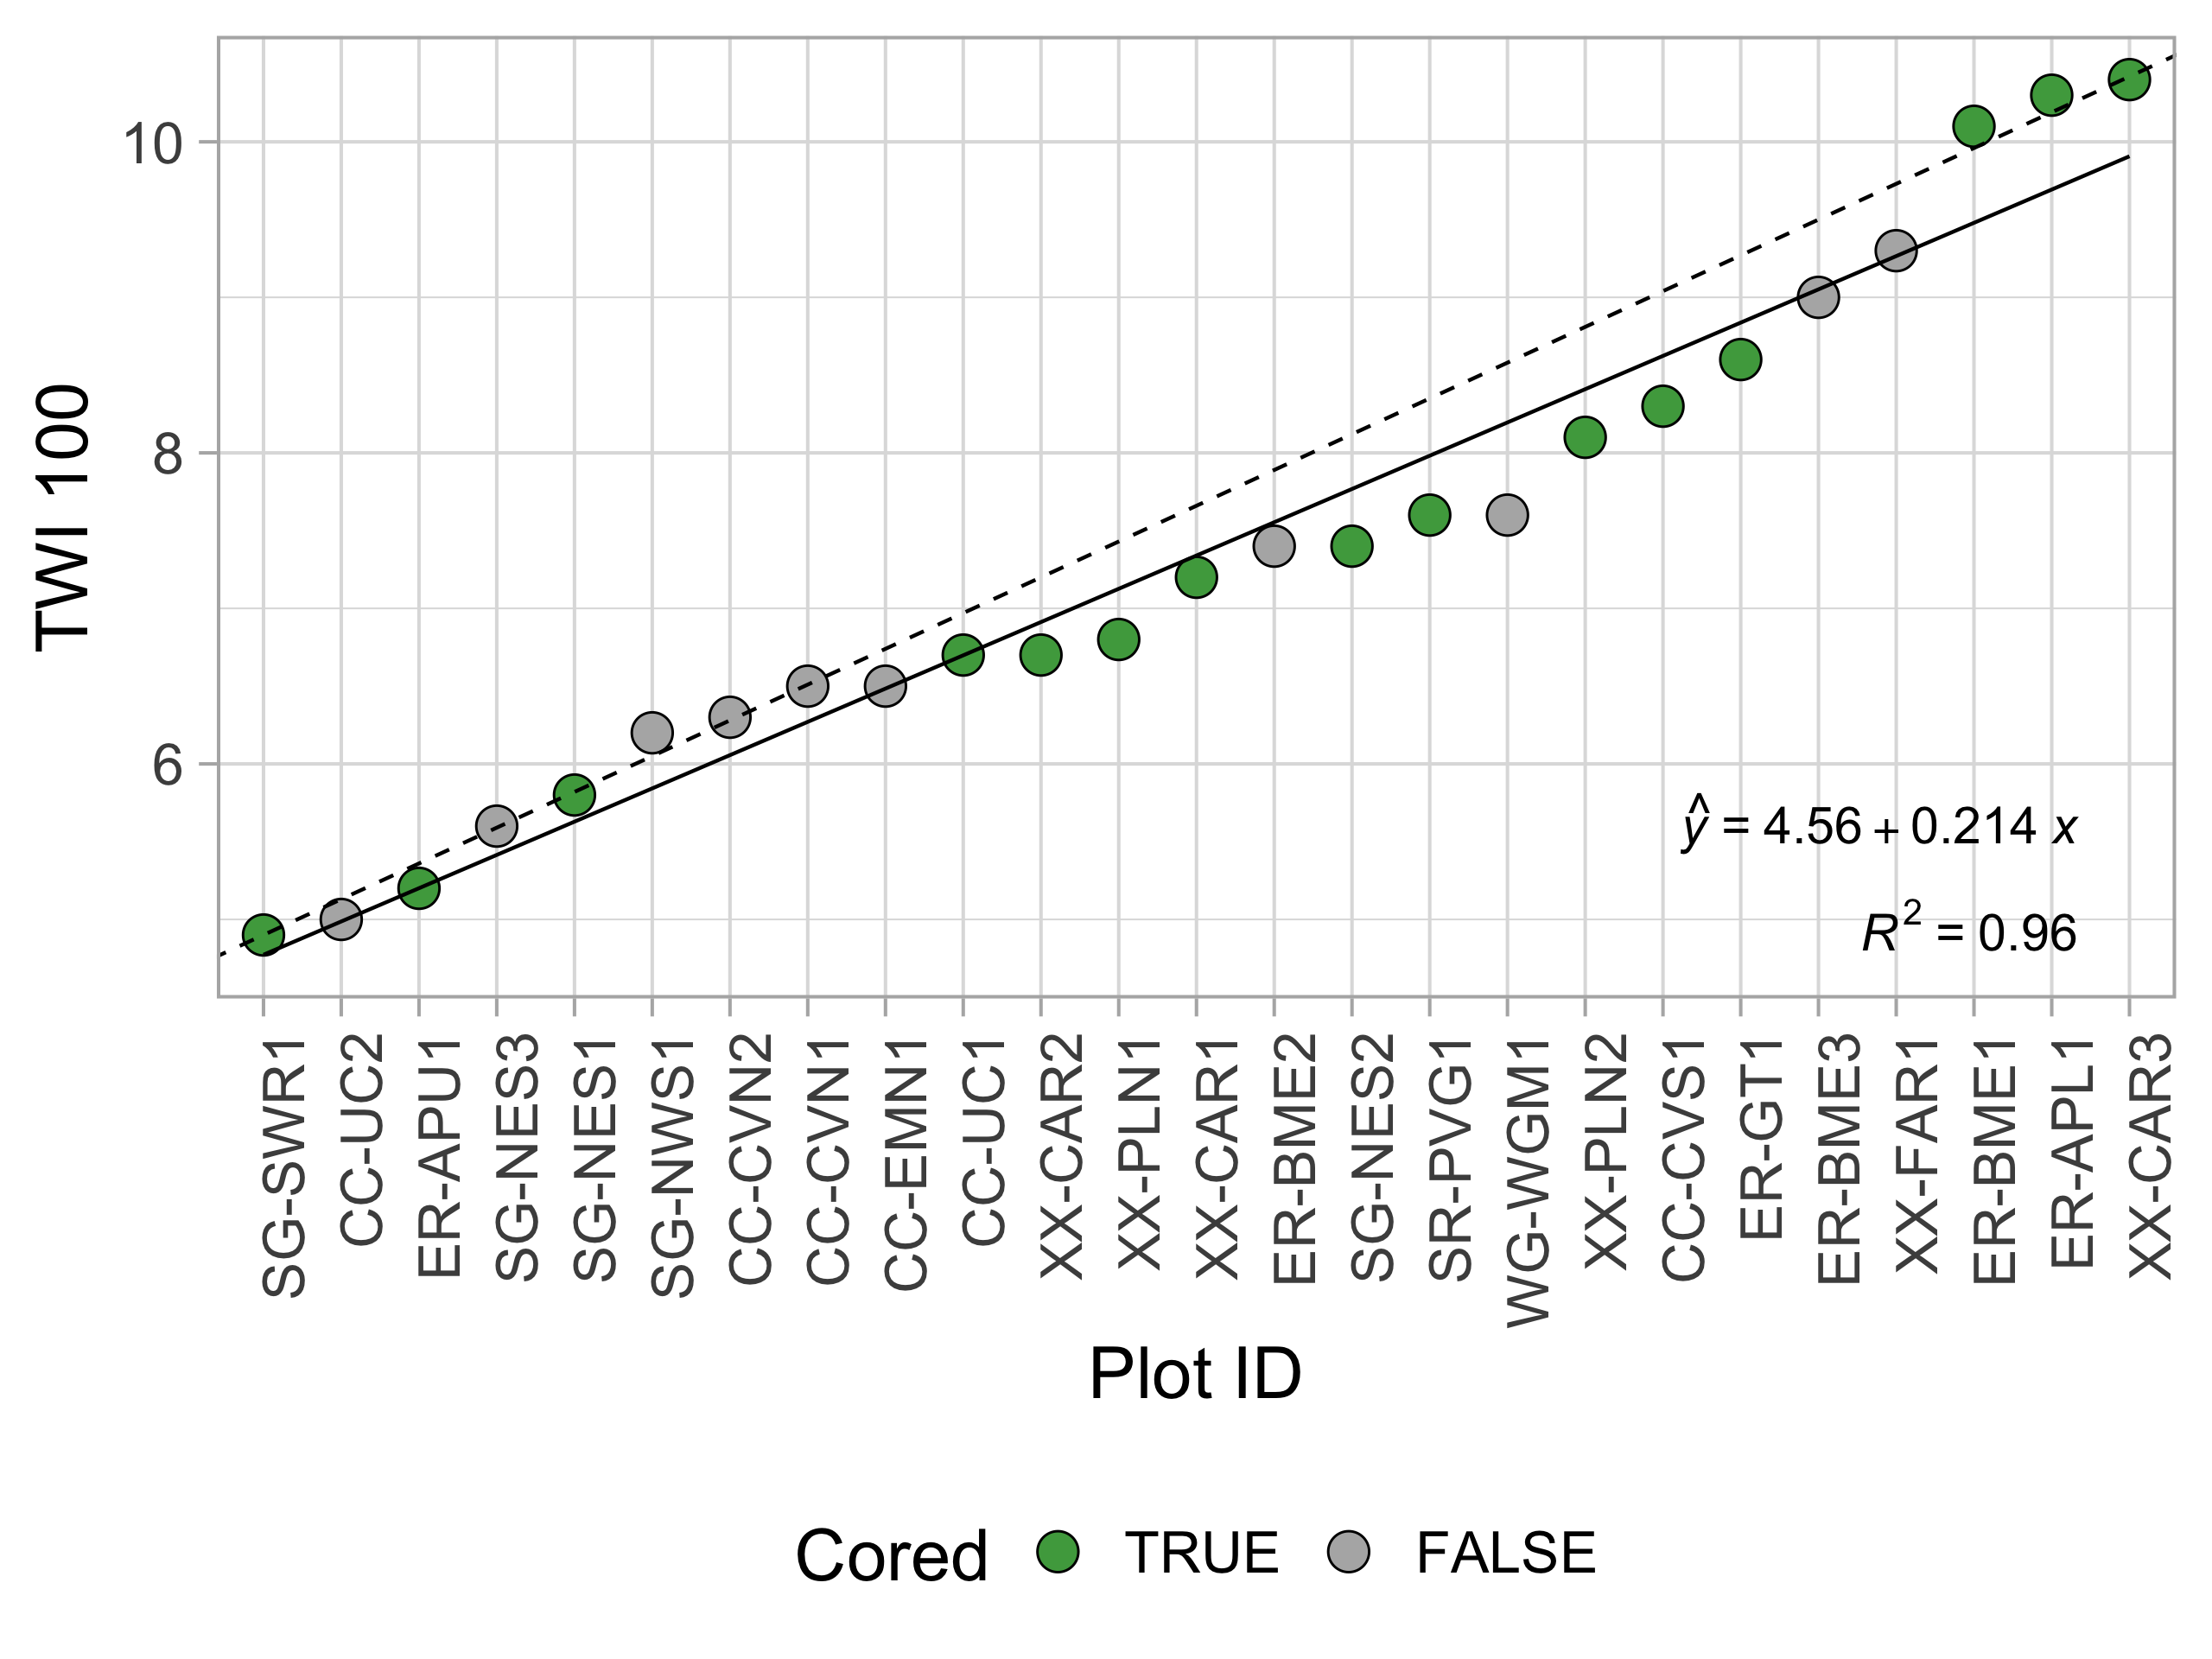 TWI 100
10
8
6
ŷ = 4.56 + 0.214 x
R² = 0.96
SG-SWR1
CC-UC2
ER-APU1
SG-NES3
SG-NES1
SG-NWS1
CC-CVN2
CC-CVN1
CC-EMN1
CC-UC1
XX-CAR2
XX-PLN1
XX-CAR1
ER-BME2
SG-NES2
SR-PVG1
WG-WGM1
XX-PLN2
CC-CVS1
ER-GT1
ER-BME3
XX-FAR1
ER-BME1
ER-APL1
XX-CAR3
Plot ID
Cored TRUE FALSE